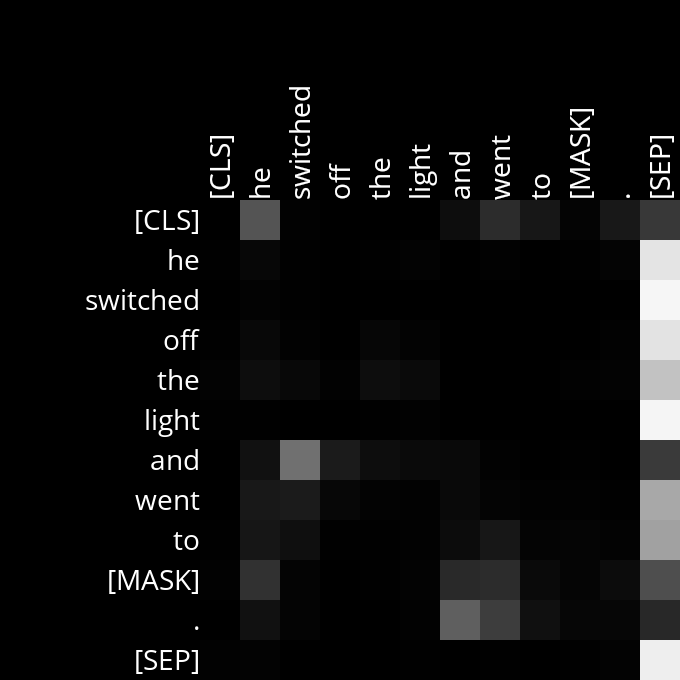 [CLS] he switched off the light and went to [MASK] . [SEP]
[CLS]
he
switched
off
the
light
and
went
to
[MASK]
.
[SEP]